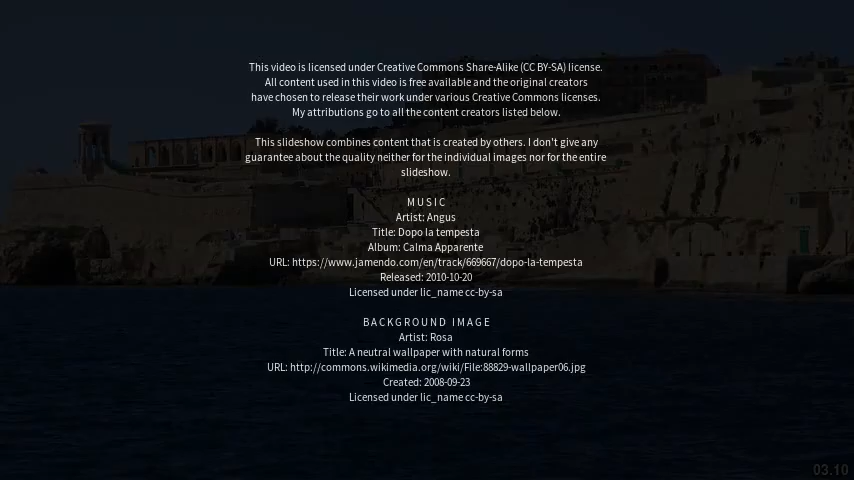 This video is licensed under Creative Commons Share-Alike (CC BY-SA) license.
All content used in this video is free available and the original creators
have chosen to release their work under various Creative Commons licenses.
My attributions go to all the content creators listed below.
This slideshow combines content that is created by others. I don't give any
guarantee about the quality neither for the individual images nor for the entire
slideshow.
MUSIC
Artist: Angus
Title: Dopo la tempesta
Album: Calma Apparente
URL: https://www.jamendo.com/en/track/669667/dopo-la-tempesta
Released: 2010-10-20
Licensed under lic_name cc-by-sa
BACKGROUND IMAGE
Artist: Rosa
Title: A neutral wallpaper with natural forms
URL: http://commons.wikimedia.org/wiki/File:88829-wallpaper06.jpg
Created: 2008-09-23
Licensed under lic_name cc-by-sa
03.10